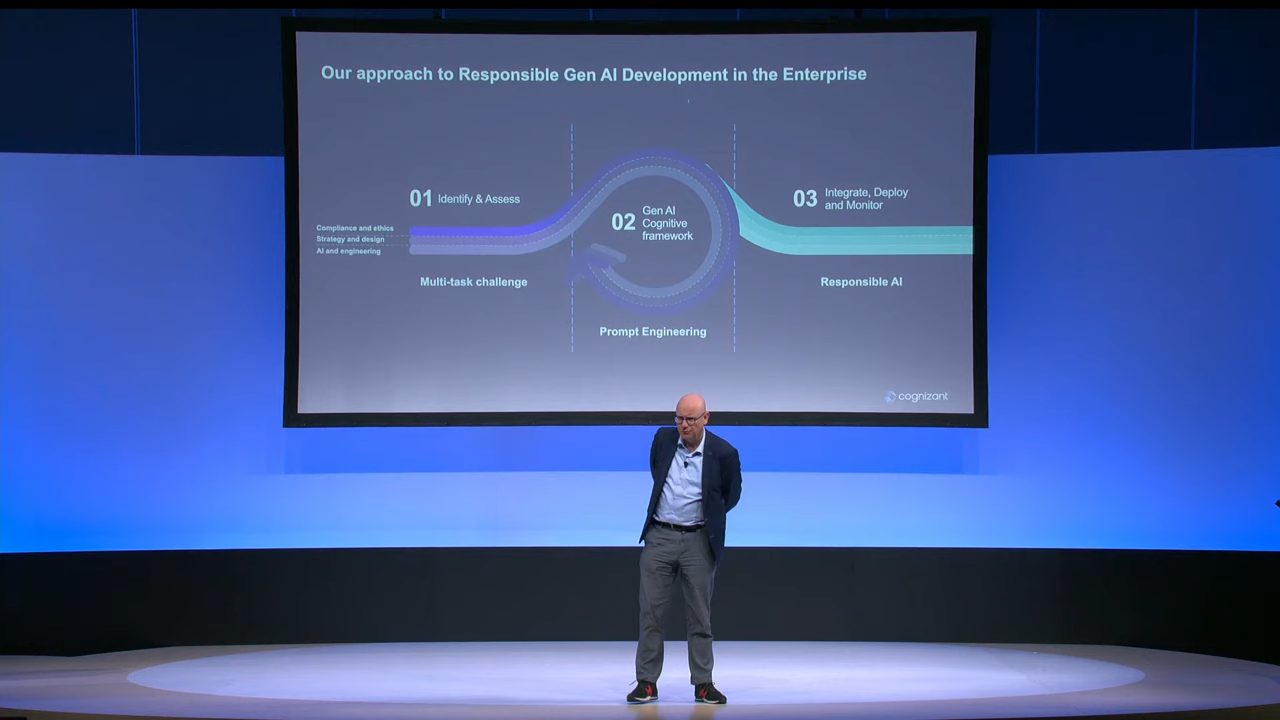 Our approach to Responsible Gen AI Development in the Enterprise
01 Identify & Assess
Compliance and ethics
Strategy and design
AI and engineering
Multi-task challenge
02 Gen AI
Cognitive
framework
Prompt Engineering
03 Integrate, Deploy
and Monitor
Responsible AI
cognizant